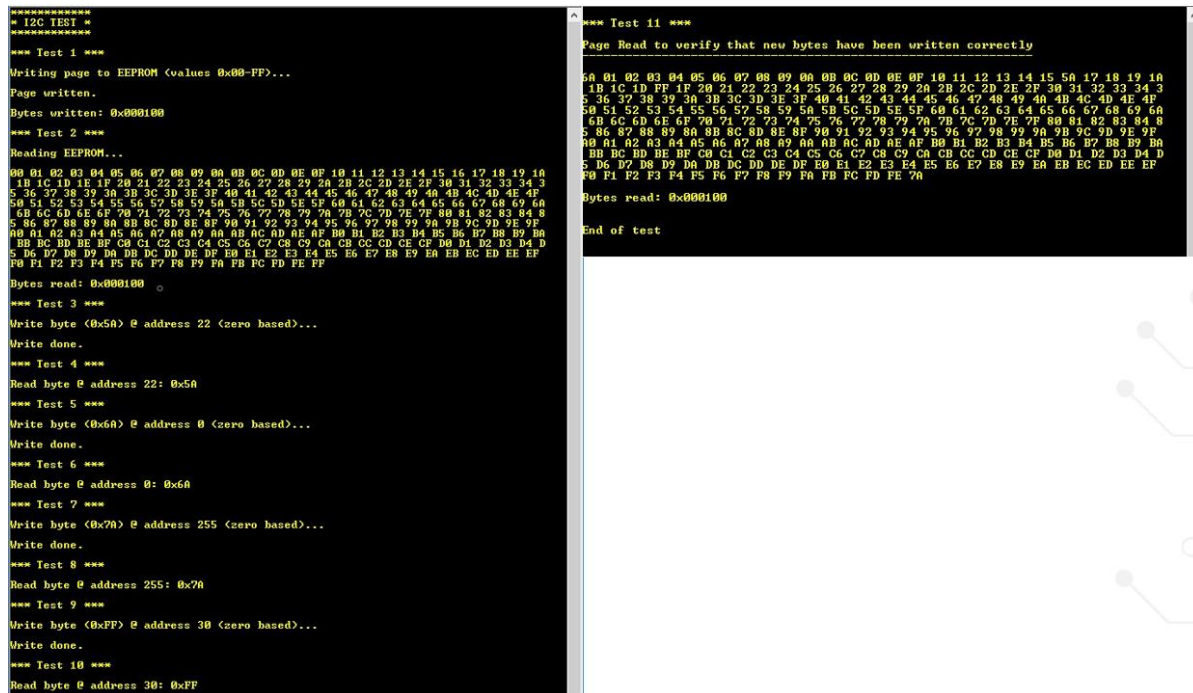 ************
* I2C TEST *
************
*** Test 1 ***
Writing page to EEPROM (values 0x00-FF)...
Page written.
Bytes written: 0x000100
*** Test 2 ***
Reading EEPROM...
00 01 02 03 04 05 06 07 08 09 0A 0B 0C 0D 0E 0F 10 11 12 13 14 15 16 17 18 19 1A
1B 1C 1D 1E 1F 20 21 22 23 24 25 26 27 28 29 2A 2B 2C 2D 2E 2F 30 31 32 33 34 3
5 36 37 38 39 3A 3B 3C 3D 3E 3F 40 41 42 43 44 45 46 47 48 49 4A 4B 4C 4D 4E 4F
50 51 52 53 54 55 56 57 58 59 5A 5B 5C 5D 5E 5F 60 61 62 63 64 65 66 67 68 69 6A
6B 6C 6D 6E 6F 70 71 72 73 74 75 76 77 78 79 7A 7B 7C 7D 7E 7F 80 81 82 83 84 8
5 86 87 88 89 8A 8B 8C 8D 8E 8F 90 91 92 93 94 95 96 97 98 99 9A 9B 9C 9D 9E 9F
A0 A1 A2 A3 A4 A5 A6 A7 A8 A9 AA AB AC AD AE AF B0 B1 B2 B3 B4 B5 B6 B7 B8 B9 BA
BB BC BD BE BF C0 C1 C2 C3 C4 C5 C6 C7 C8 C9 CA CB CC CD CE CF D0 D1 D2 D3 D4 D
5 D6 D7 D8 D9 DA DB DC DD DE DF E0 E1 E2 E3 E4 E5 E6 E7 E8 E9 EA EB EC ED EE EF
F0 F1 F2 F3 F4 F5 F6 F7 F8 F9 FA FB FC FD FE FF
Bytes read: 0x000100
*** Test 3 ***
Write byte (0x5A) @ address 22 (zero based)...
Write done.
*** Test 4 ***
Read byte @ address 22: 0x5A
*** Test 5 ***
Write byte (0x6A) @ address 0 (zero based)...
Write done.
*** Test 6 ***
Read byte @ address 0: 0x6A
*** Test 7 ***
Write byte (0x7A) @ address 255 (zero based)...
Write done.
*** Test 8 ***
Read byte @ address 255: 0x7A
*** Test 9 ***
Write byte (0xFF) @ address 30 (zero based)...
Write done.
*** Test 10 ***
Read byte @ address 30: 0xFF
*** Test 11 ***
Page Read to verify that new bytes have been written correctly
6A 01 02 03 04 05 06 07 08 09 0A 0B 0C 0D 0E 0F 10 11 12 13 14 15 5A 17 18 19 1A
1B 1C 1D FF 1F 20 21 22 23 24 25 26 27 28 29 2A 2B 2C 2D 2E 2F 30 31 32 33 34 3
5 36 37 38 39 3A 3B 3C 3D 3E 3F 40 41 42 43 44 45 46 47 48 49 4A 4B 4C 4D 4E 4F
50 51 52 53 54 55 56 57 58 59 5A 5B 5C 5D 5E 5F 60 61 62 63 64 65 66 67 68 69 6A
6B 6C 6D 6E 6F 70 71 72 73 74 75 76 77 78 79 7A 7B 7C 7D 7E 7F 80 81 82 83 84 8
5 86 87 88 89 8A 8B 8C 8D 8E 8F 90 91 92 93 94 95 96 97 98 99 9A 9B 9C 9D 9E 9F
A0 A1 A2 A3 A4 A5 A6 A7 A8 A9 AA AB AC AD AE AF B0 B1 B2 B3 B4 B5 B6 B7 B8 B9 BA
BB BC BD BE BF C0 C1 C2 C3 C4 C5 C6 C7 C8 C9 CA CB CC CD CE CF D0 D1 D2 D3 D4 D
5 D6 D7 D8 D9 DA DB DC DD DE DF E0 E1 E2 E3 E4 E5 E6 E7 E8 E9 EA EB EC ED EE EF
F0 F1 F2 F3 F4 F5 F6 F7 F8 F9 FA FB FC FD FE 7A
Bytes read: 0x000100
End of test